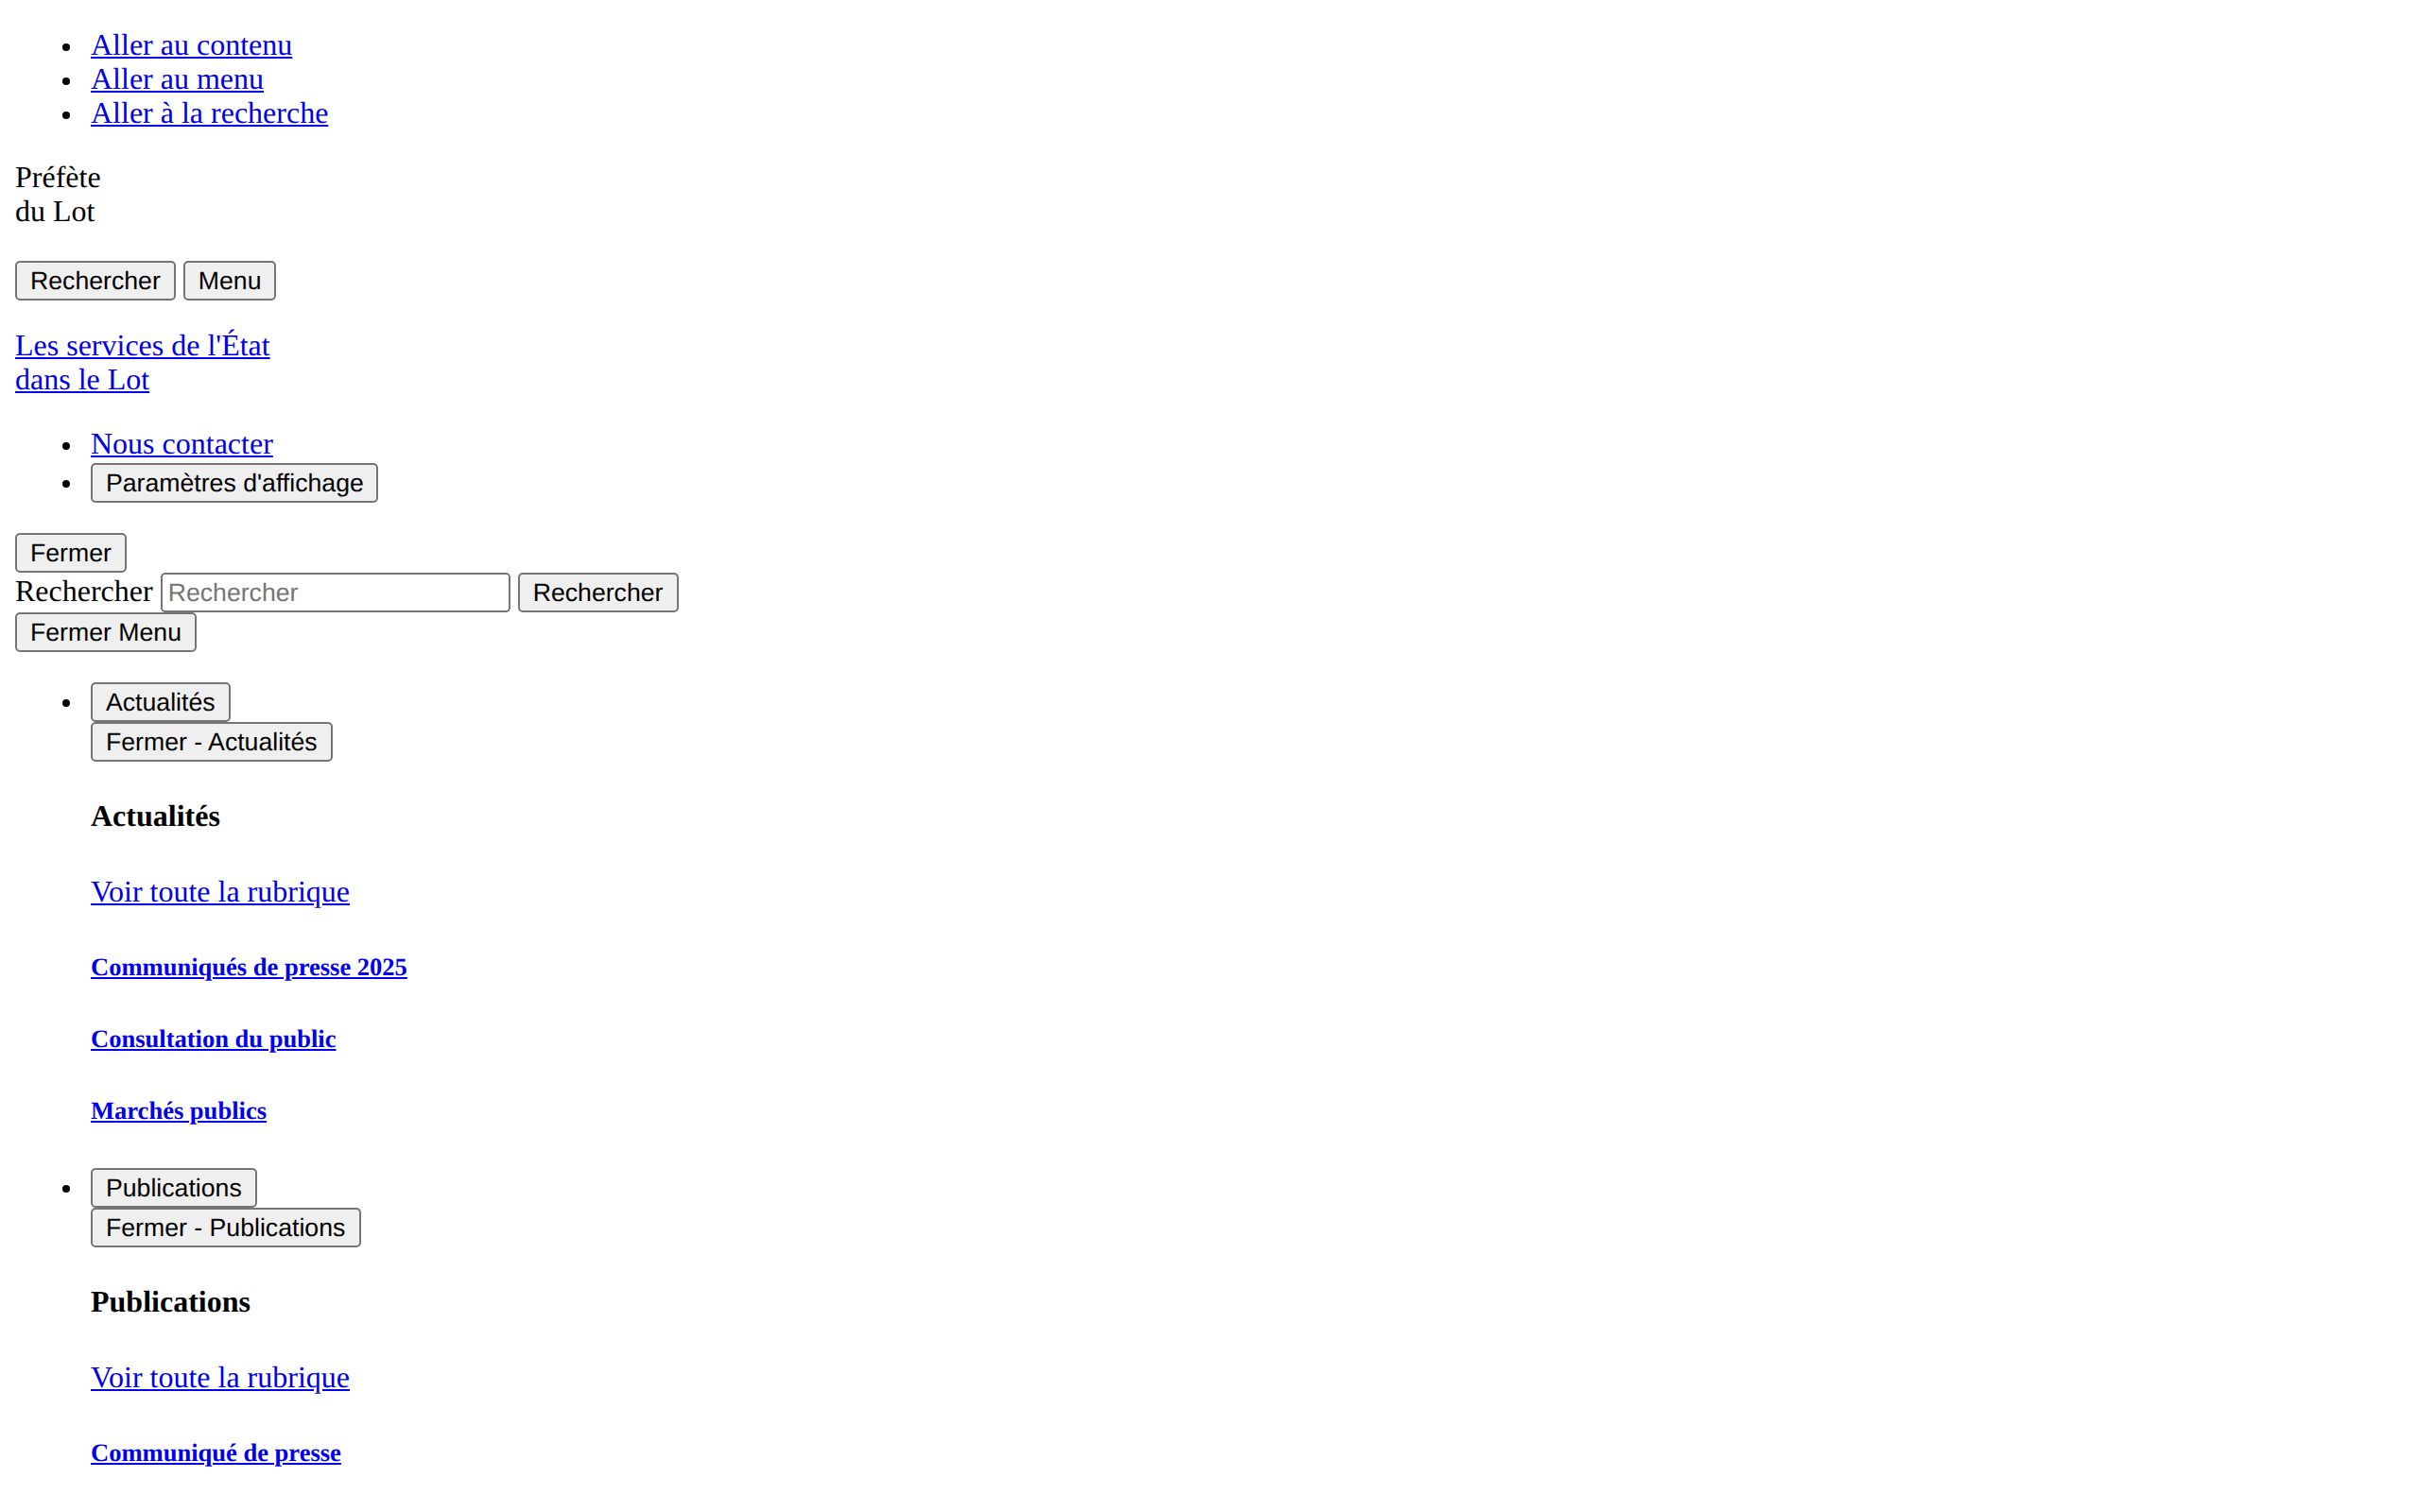 Aller au contenu
Aller au menu
Aller à la recherche
Préfète
du Lot
Rechercher Menu
Les services de l'État
dans le Lot
Nous contacter
Paramètres d'affichage
Fermer
Rechercher Rechercher Rechercher
Fermer Menu
Actualités
Fermer - Actualités
Actualités
Voir toute la rubrique
Communiqués de presse 2025
Consultation du public
Marchés publics
Publications
Fermer - Publications
Publications
Voir toute la rubrique
Communiqué de presse